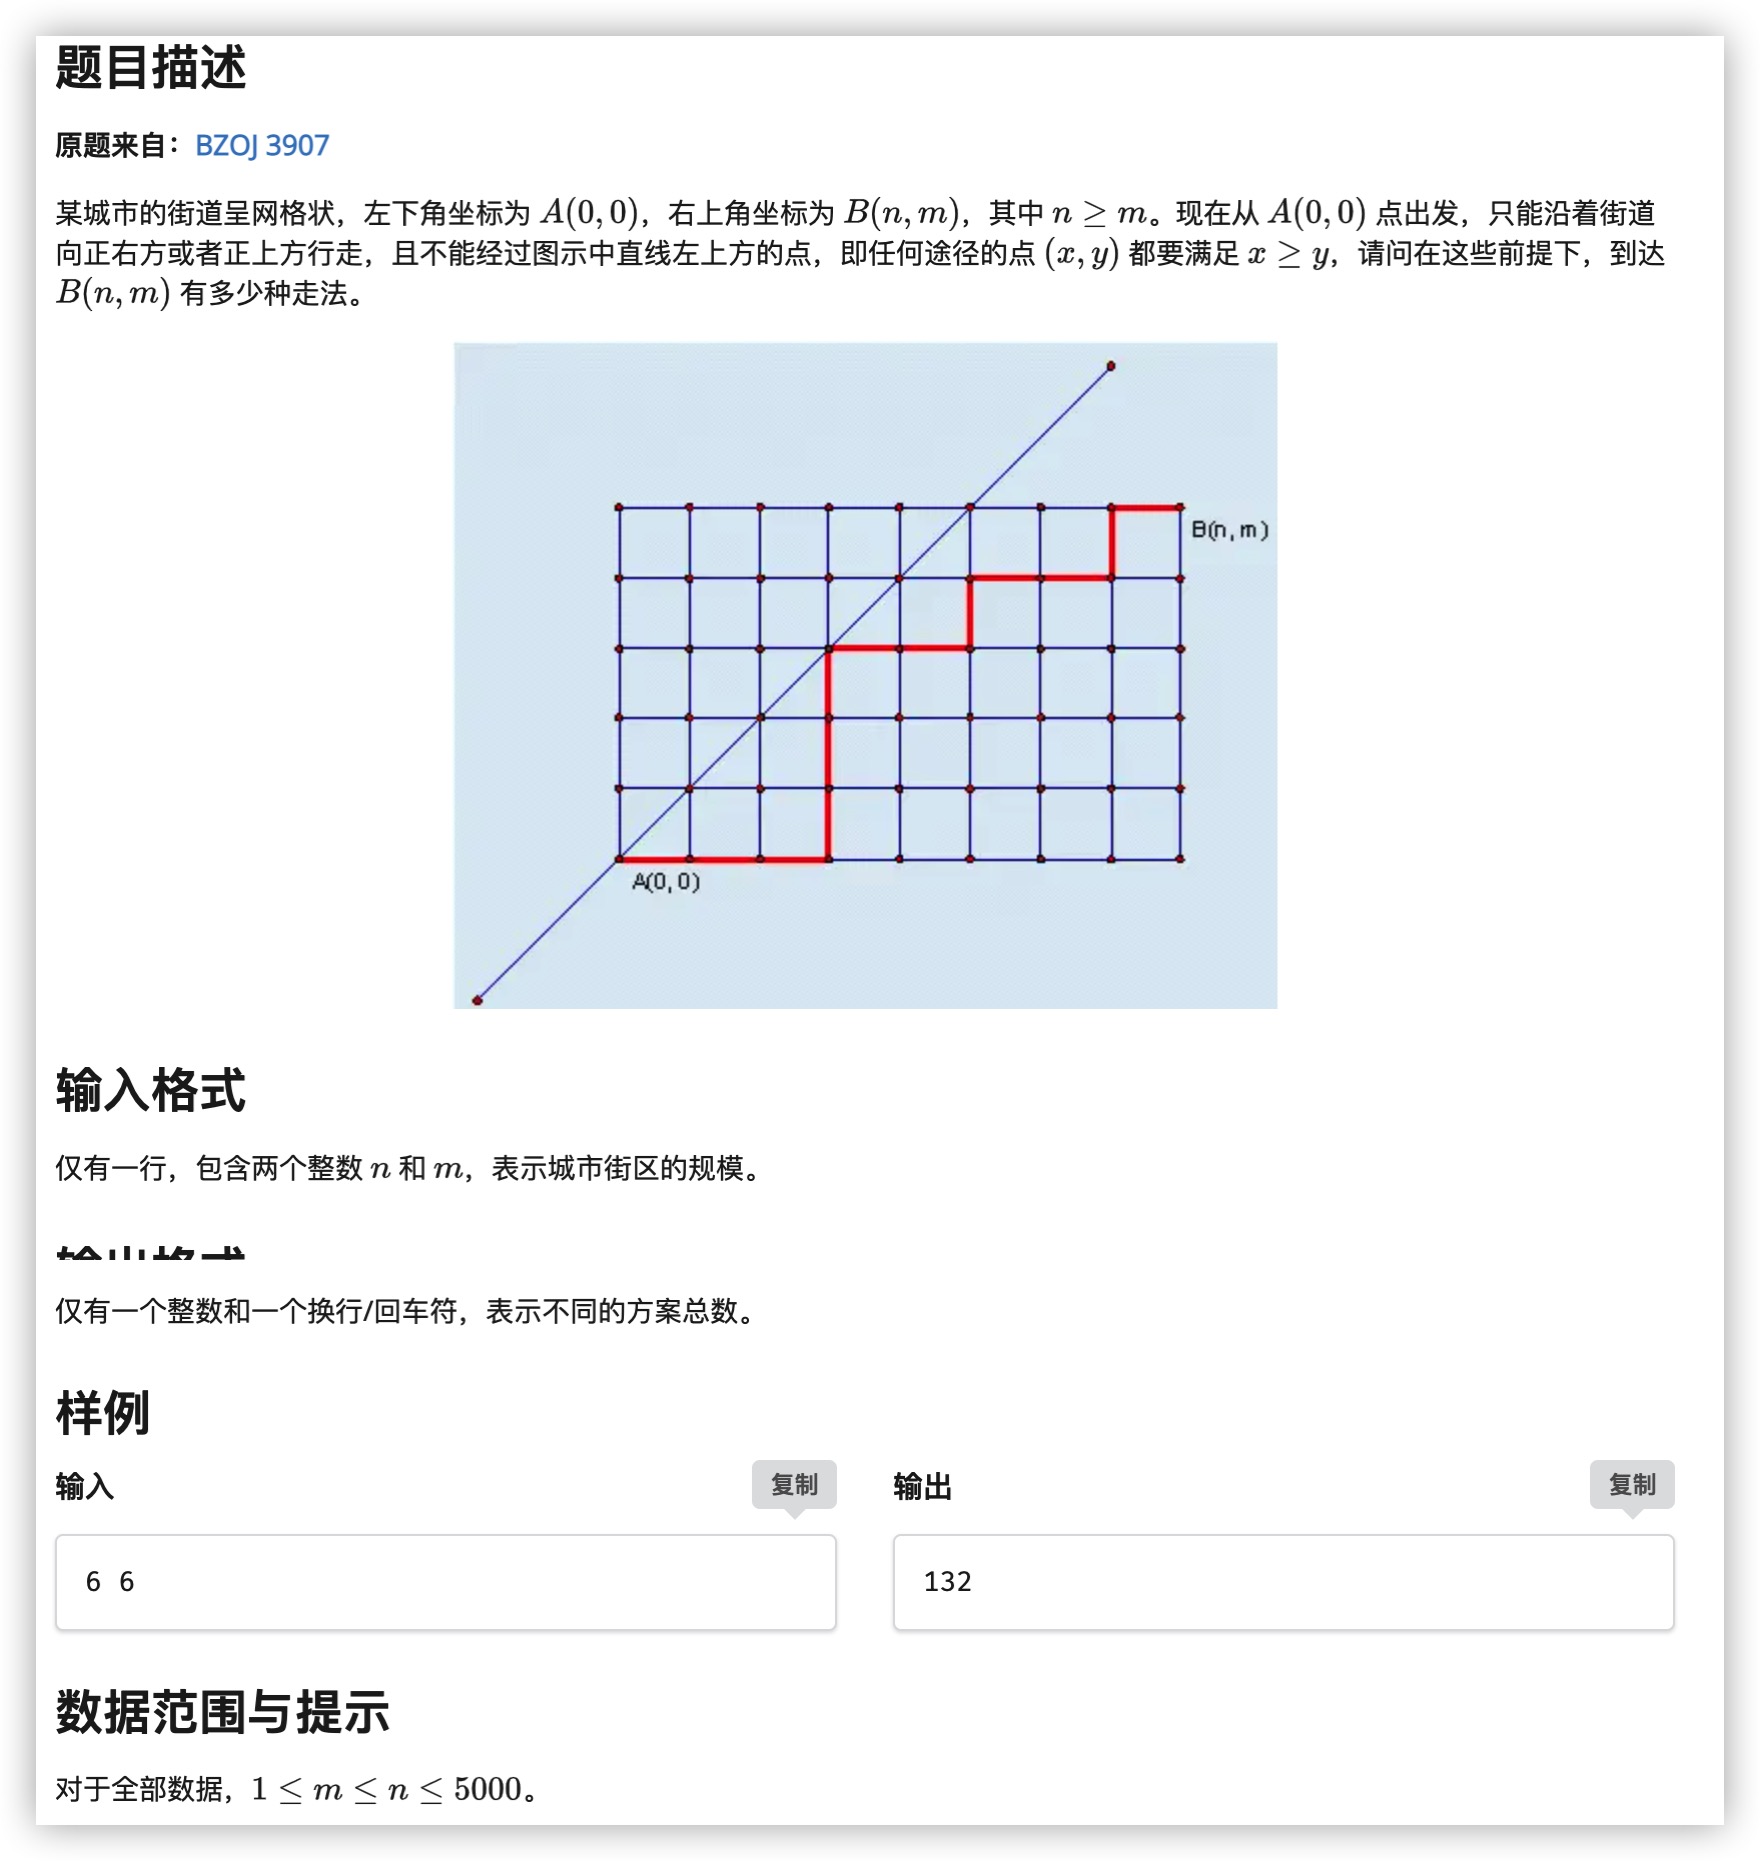 题目描述
原题来自：BZOJ 3907
某城市的街道呈网格状，左下角坐标为 A(0, 0)，右上角坐标为 B(n, m)，其中 n ≥ m。现在从 A(0, 0) 点出发，只能沿着街道
向正右方或者正上方行走，且不能经过图示中直线左上方的点，即任何途径的点 (x, y) 都要满足 x ≥ y，请问在这些前提下，到达
B(n, m) 有多少种走法。
B(n, m)
A(0, 0)
输入格式
仅有一行，包含两个整数 n 和 m，表示城市街区的规模。
输出格式
仅有一个整数和一个换行/回车符，表示不同的方案总数。
样例
输入
复制
输出
复制
6 6
132
数据范围与提示
对于全部数据，1 ≤ m ≤ n ≤ 5000。